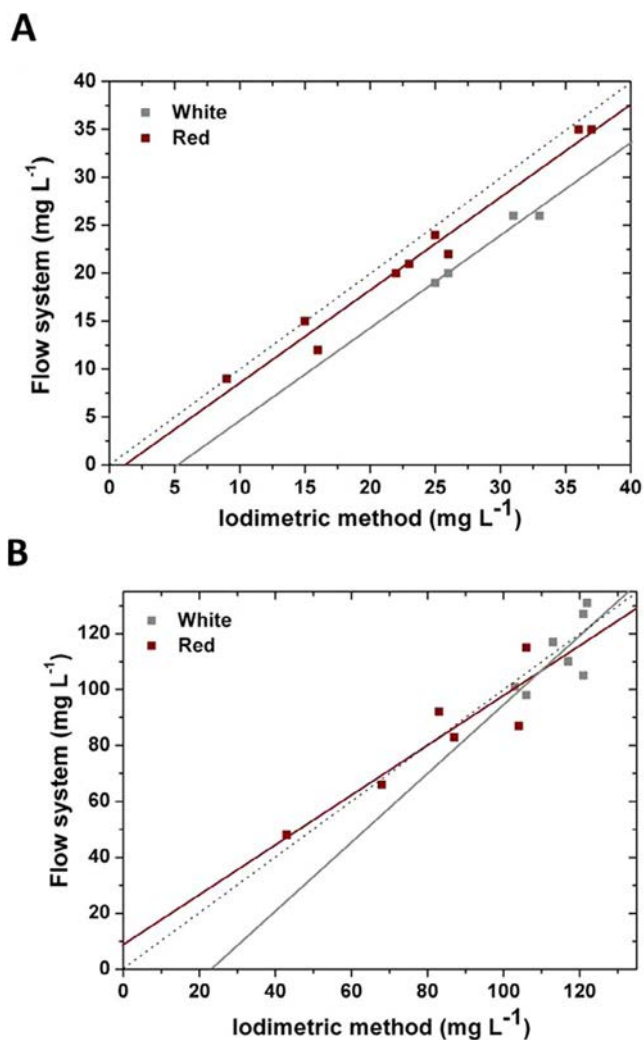 A
40
35
30
25
20
15
10
5
0
White
Red
Flow system (mg L⁻¹)
0 5 10 15 20 25 30 35 40
Iodimetric method (mg L⁻¹)
B
120
100
80
60
40
20
0
White
Red
Flow system (mg L⁻¹)
0 20 40 60 80 100 120
Iodimetric method (mg L⁻¹)